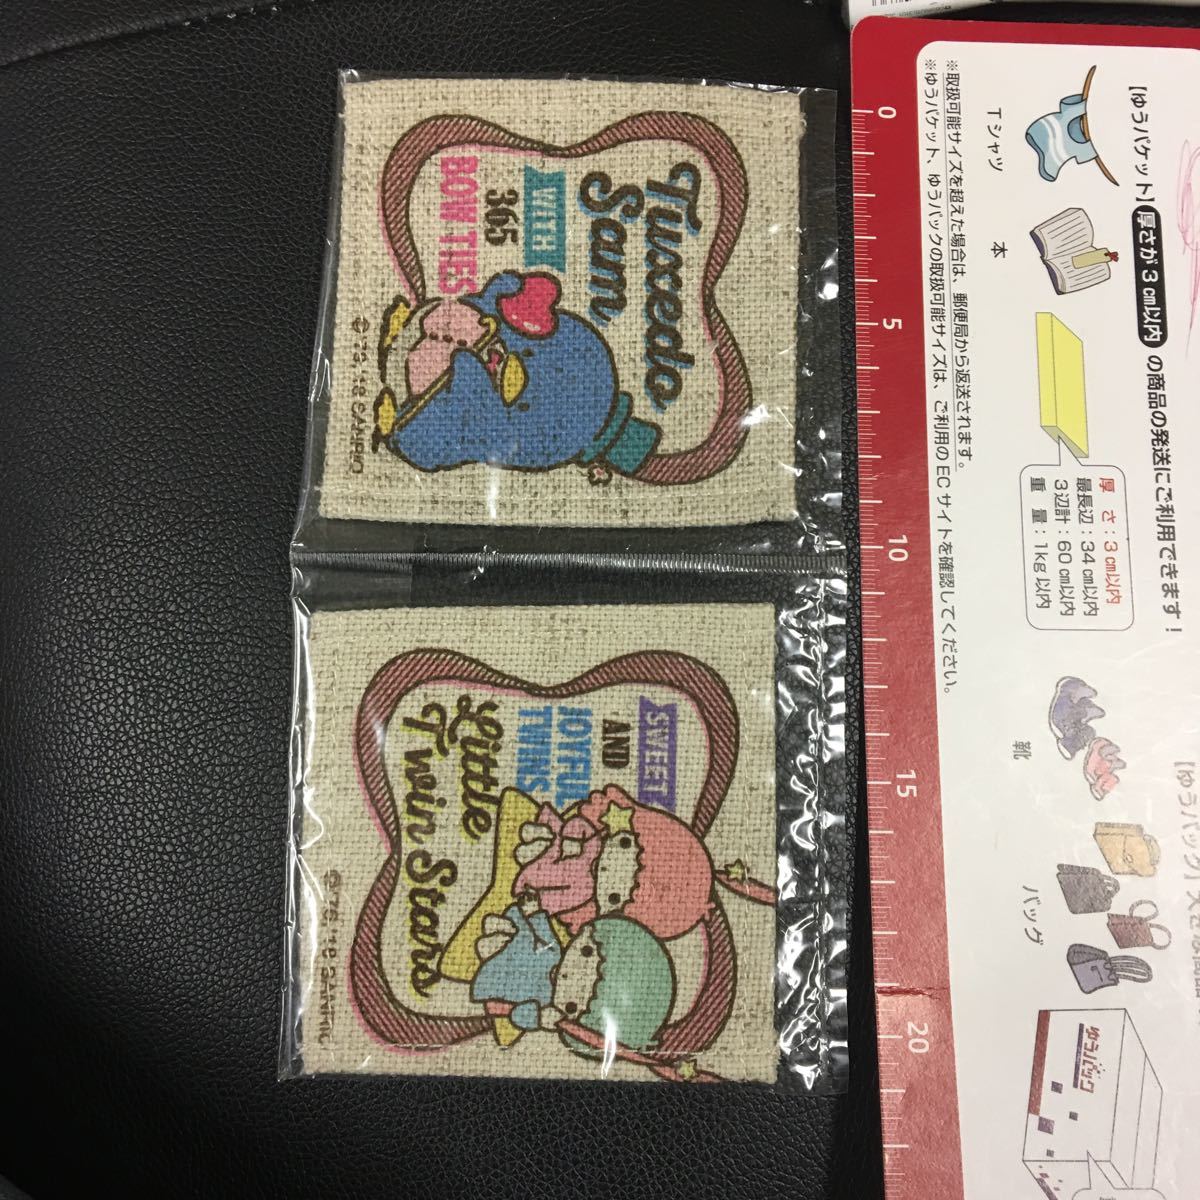 Tuxedo
Sam
WITH
365
BOW TIES
© '79, '18 SANRIO
SWEET
AND
JOYFUL
TWINS
Little
Twin Stars
【ゆうパケット】厚さが3cm以内 の商品の発送にご利用できます!
Tシャツ
本
厚 さ:3cm以内
最長辺:34cm以内
3辺計:60cm以内
重 量:1kg以内
靴
バッグ
ゆうパック
※取扱可能サイズを超えた場合は、郵便局から返送されます。
※ゆうパケット、ゆうパックの取扱可能サイズは、ご利用のECサイトを確認してください。
0
5
10
15
20